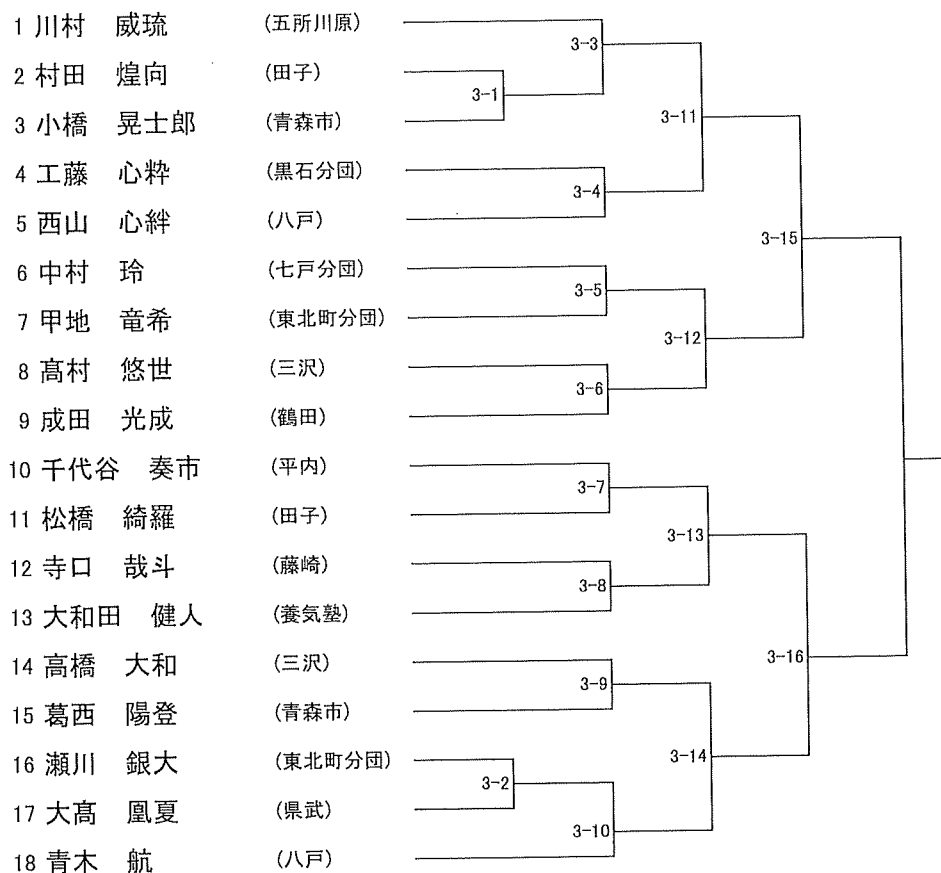 1 川村　威琉　(五所川原)
3-3
2 村田　煌向　(田子)
3-1
3 小橋　晃士郎　(青森市)
3-11
4 工藤　心粋　(黒石分団)
3-4
5 西山　心絆　(八戸)
3-15
6 中村　玲　(七戸分団)
3-5
7 甲地　竜希　(東北町分団)
3-12
8 髙村　悠世　(三沢)
3-6
9 成田　光成　(鶴田)
10 千代谷　奏市　(平内)
3-7
11 松橋　綺羅　(田子)
3-13
12 寺口　哉斗　(藤崎)
3-8
13 大和田　健人　(養気塾)
14 高橋　大和　(三沢)
3-16
3-9
15 葛西　陽登　(青森市)
16 瀬川　銀大　(東北町分団)
3-14
3-2
17 大髙　凰夏　(県武)
3-10
18 青木　航　(八戸)